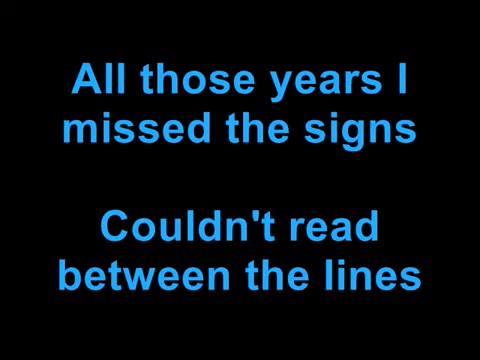 All those years I
missed the signs
Couldn't read
between the lines